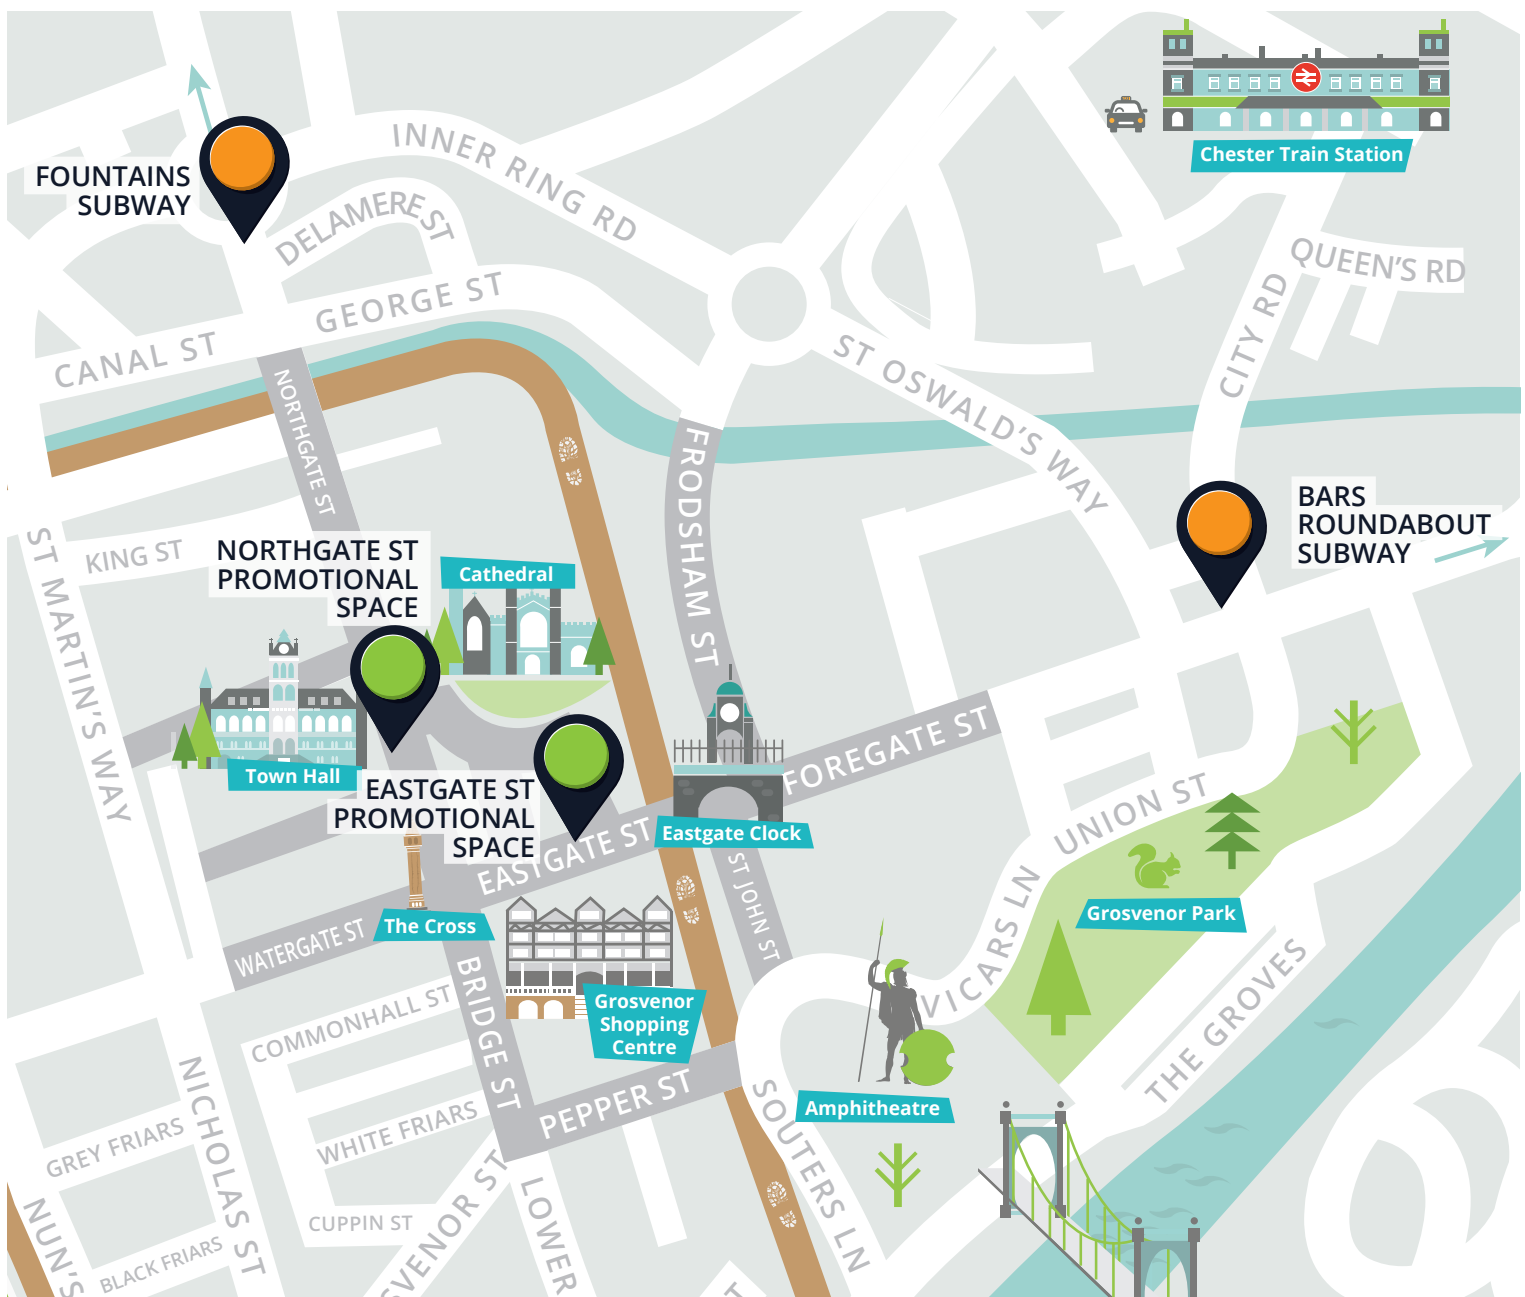 Chester Train Station
INNER RING RD
FOUNTAINS
SUBWAY
DELAMERE ST
QUEEN'S RD
GEORGE ST
CITY RD
CANAL ST
ST OSWALD'S WAY
NORTHGATE ST
FRODSHAM ST
BARS
ROUNDABOUT
SUBWAY
ST MARTIN'S WAY
KING ST
NORTHGATE ST
PROMOTIONAL
SPACE
Cathedral
Town Hall
FOREGATE ST
EASTGATE ST
PROMOTIONAL
SPACE
EASTGATE ST
Eastgate Clock
UNION ST
ST JOHN ST
VICARS LN
Grosvenor Park
The Cross
WATERGATE ST
BRIDGE ST
Grosvenor
Shopping
Centre
COMMONHALL ST
THE GROVES
NICHOLAS ST
PEPPER ST
SOUTERS LN
Amphitheatre
GREY FRIARS
WHITE FRIARS
NUN'S
CUPPIN ST
SVENOR ST
LOWER
BLACK FRIARS
T